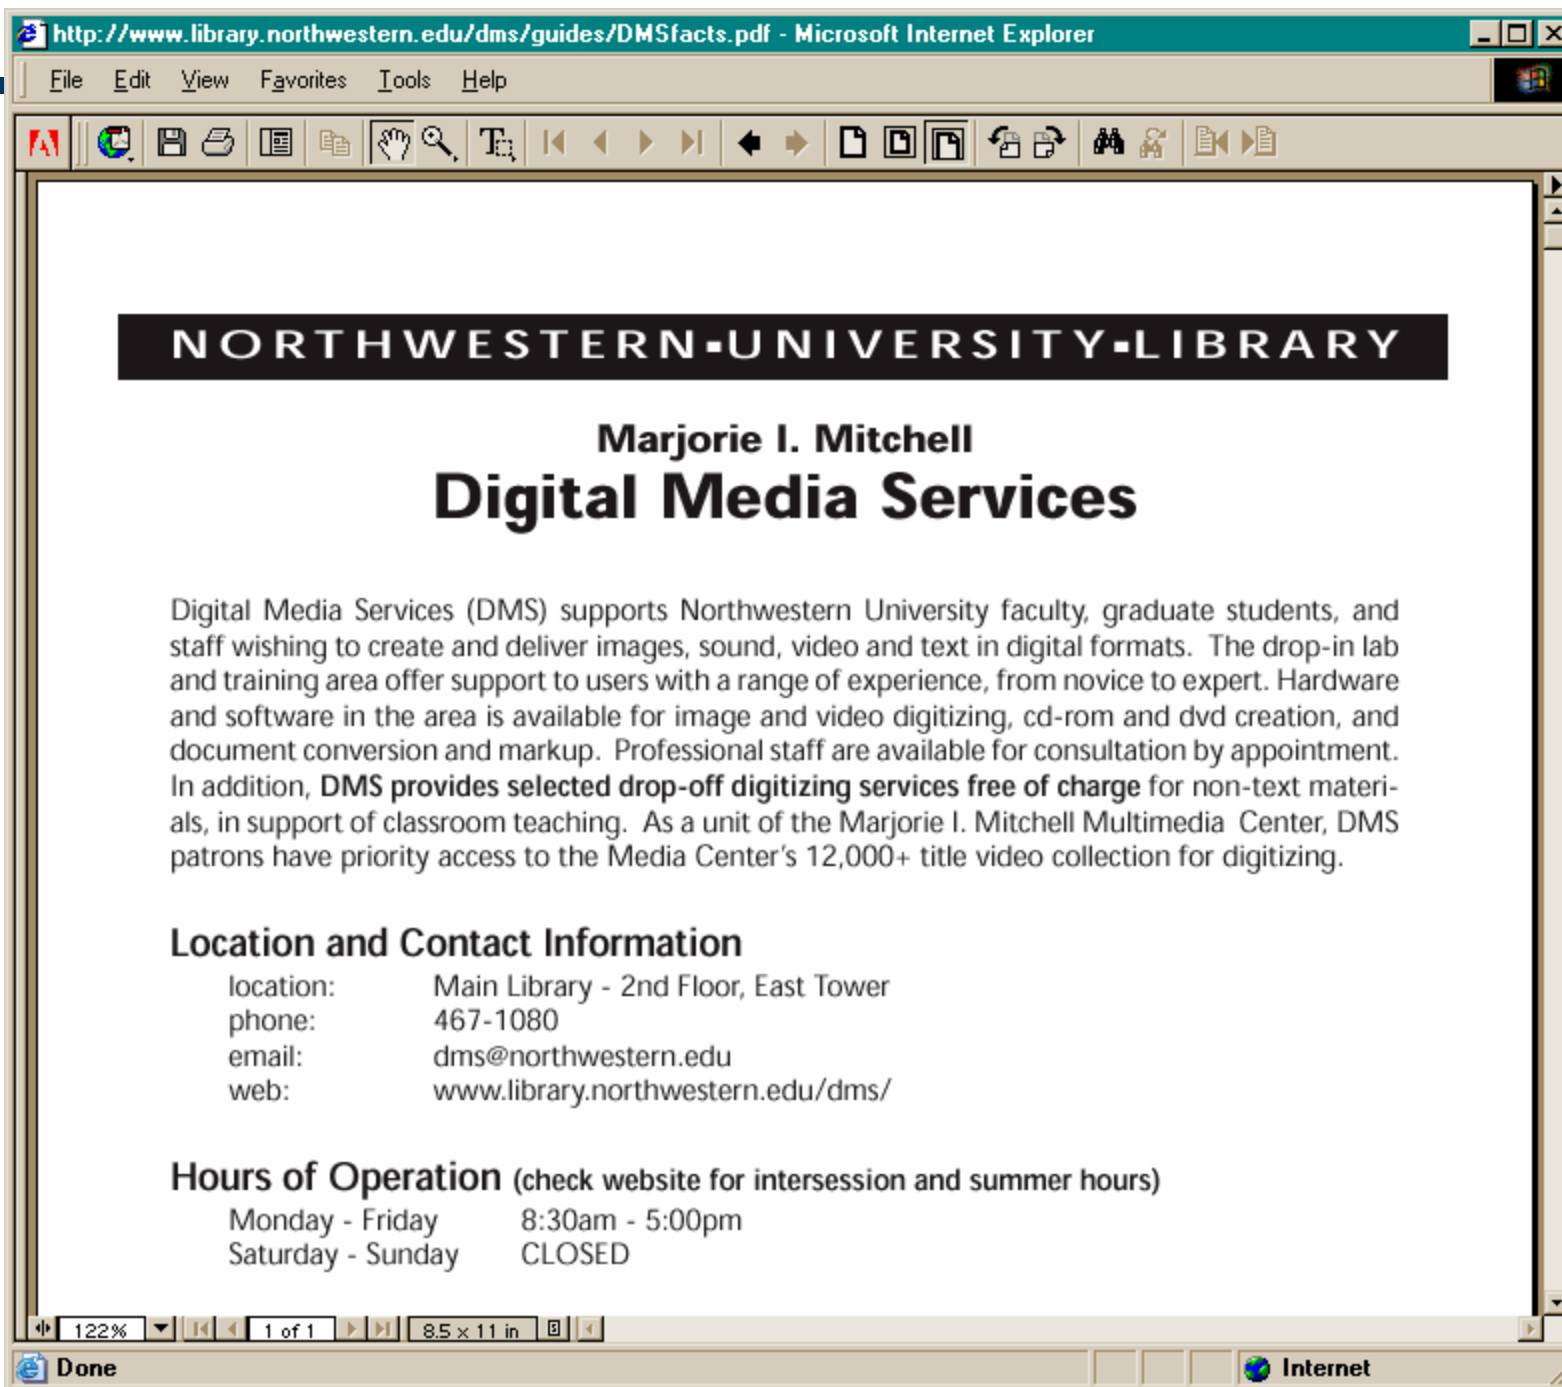 http://www.library.northwestern.edu/dms/guides/DMSfacts.pdf - Microsoft Internet Explorer
File Edit View Favorites Tools Help
NORTHWESTERN▪UNIVERSITY▪LIBRARY
Marjorie I. Mitchell
Digital Media Services
Digital Media Services (DMS) supports Northwestern University faculty, graduate students, and
staff wishing to create and deliver images, sound, video and text in digital formats. The drop-in lab
and training area offer support to users with a range of experience, from novice to expert. Hardware
and software in the area is available for image and video digitizing, cd-rom and dvd creation, and
document conversion and markup. Professional staff are available for consultation by appointment.
In addition, DMS provides selected drop-off digitizing services free of charge for non-text materi-
als, in support of classroom teaching. As a unit of the Marjorie I. Mitchell Multimedia Center, DMS
patrons have priority access to the Media Center's 12,000+ title video collection for digitizing.
Location and Contact Information
location: Main Library - 2nd Floor, East Tower
phone: 467-1080
email: dms@northwestern.edu
web: www.library.northwestern.edu/dms/
Hours of Operation (check website for intersession and summer hours)
Monday - Friday 8:30am - 5:00pm
Saturday - Sunday CLOSED
122% 1 of 1 8.5 x 11 in
Done Internet